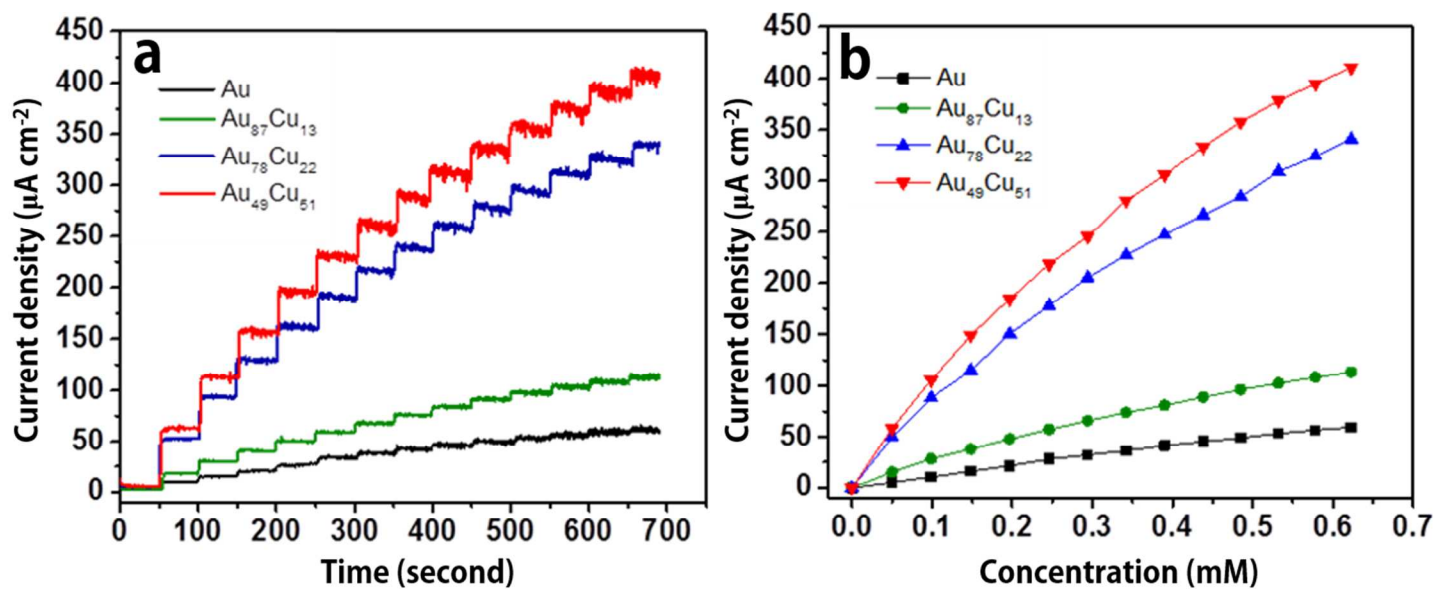 a
Current density (μA cm⁻²)
450
400
350
300
250
200
150
100
50
0
Au
Au₈₇Cu₁₃
Au₇₈Cu₂₂
Au₄₉Cu₅₁
0 100 200 300 400 500 600 700
Time (second)
b
Current density (μA cm⁻²)
450
400
350
300
250
200
150
100
50
0
Au
Au₈₇Cu₁₃
Au₇₈Cu₂₂
Au₄₉Cu₅₁
0.0 0.1 0.2 0.3 0.4 0.5 0.6 0.7
Concentration (mM)